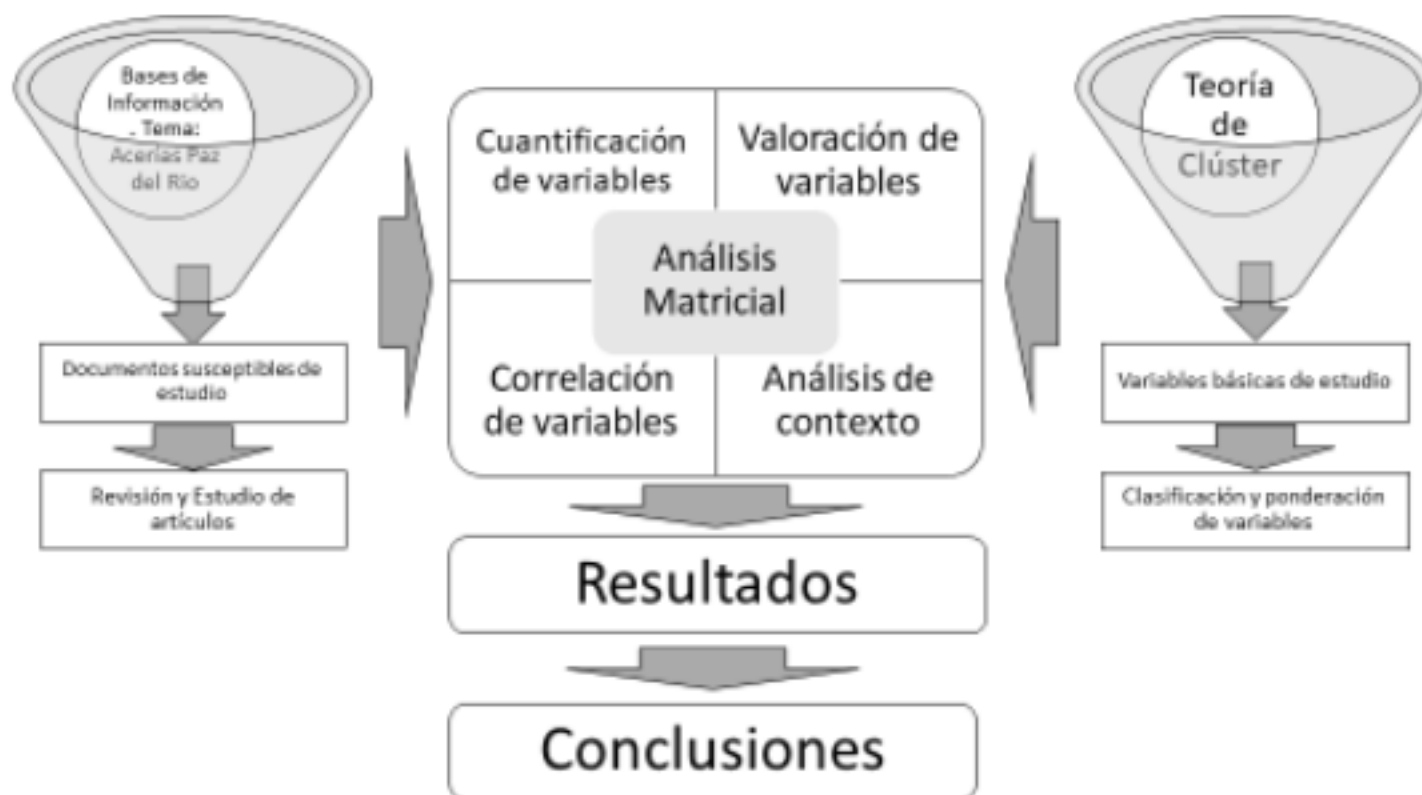 Bases de
Información
. Tema:
Acerías Paz
del Río
Documentos susceptibles de
estudio
Revisión y Estudio de
artículos
Cuantificación
de variables
Valoración de
variables
Análisis
Matricial
Correlación
de variables
Análisis de
contexto
Resultados
Conclusiones
Teoría
de
Clúster
Variables básicas de estudio
Clasificación y ponderación
de variables